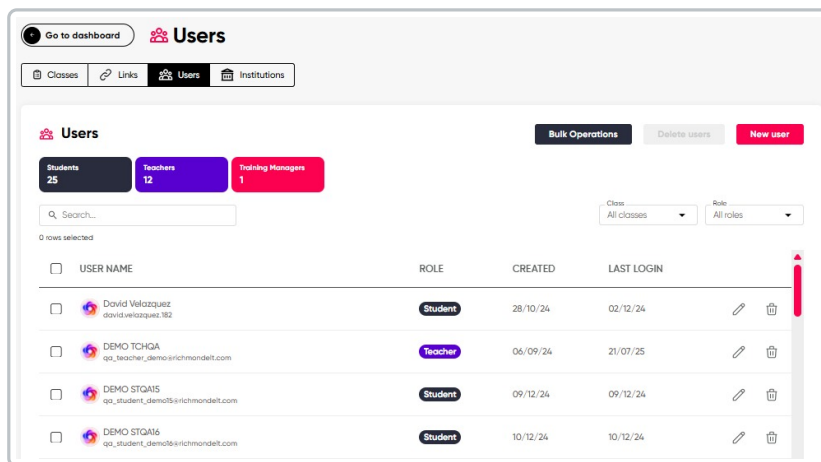 Go to dashboard
Users
Classes
Links
Users
Institutions
Users
Bulk Operations
Delete users
New user
Students
25
Teachers
12
Training Managers
1
Search...
Class
All classes
Role
All roles
0 rows selected
USER NAME
ROLE
CREATED
LAST LOGIN
David Velazquez
david.velazquez.182
Student
28/10/24
02/12/24
DEMO TCHQA
qa_teacher_demo@richmondelt.com
Teacher
06/09/24
21/07/25
DEMO STQA15
qa_student_demo15@richmondelt.com
Student
09/12/24
09/12/24
DEMO STQA16
qa_student_demo16@richmondelt.com
Student
10/12/24
10/12/24